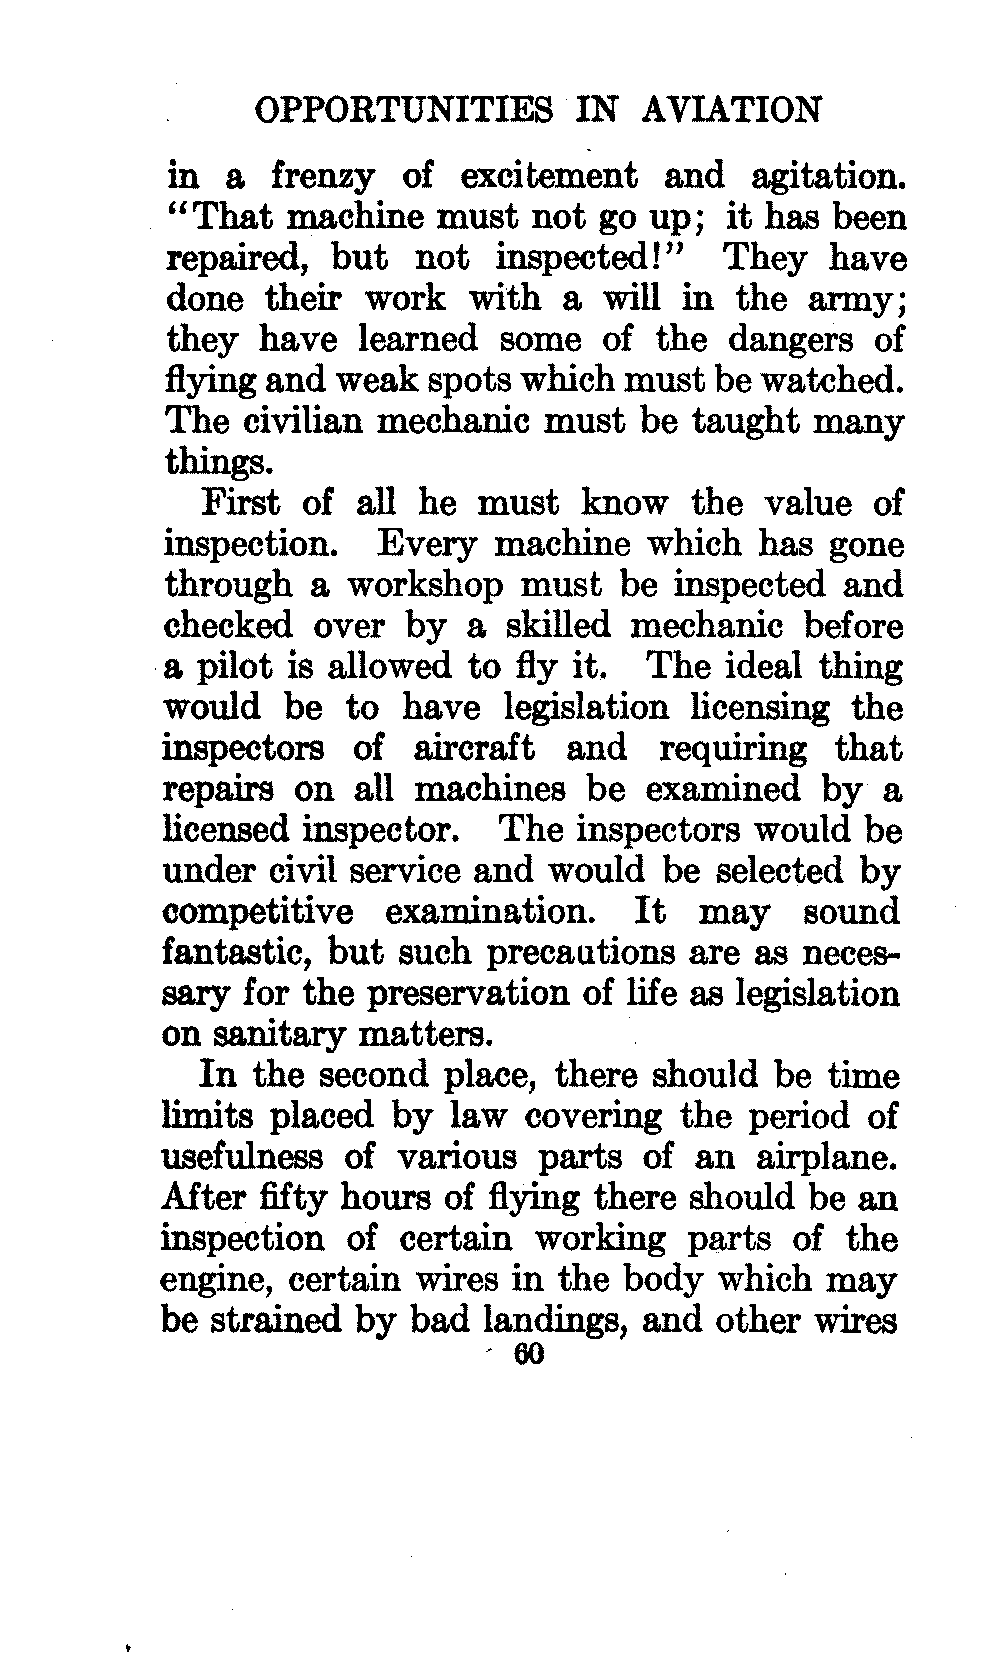 OPPORTUNITIES IN AVIATION
in a frenzy of excitement and agitation.
“That machine must not go up; it has been
repaired, but not inspected!” They have
done their work with a will in the army;
they have learned some of the dangers of
flying and weak spots which must be watched.
The civilian mechanic must be taught many
things.
First of all he must know the value of
inspection. Every machine which has gone
through a workshop must be inspected and
checked over by a skilled mechanic before
a pilot is allowed to fly it. The ideal thing
would be to have legislation licensing the
inspectors of aircraft and requiring that
repairs on all machines be examined by a
licensed inspector. The inspectors would be
under civil service and would be selected by
competitive examination. It may sound
fantastic, but such precautions are as neces-
sary for the preservation of life as legislation
on sanitary matters.
In the second place, there should be time
limits placed by law covering the period of
usefulness of various parts of an airplane.
After fifty hours of flying there should be an
inspection of certain working parts of the
engine, certain wires in the body which may
be strained by bad landings, and other wires
60